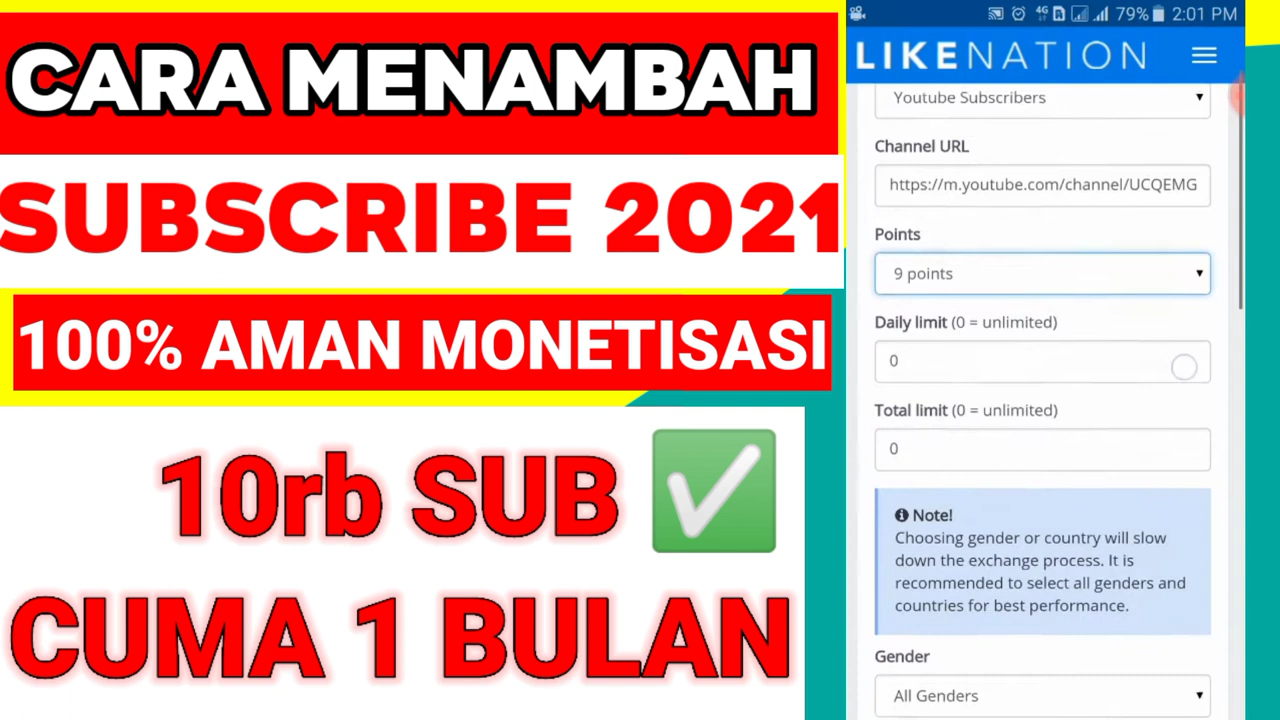 CARA MENAMBAH
SUBSCRIBE 2021
100% AMAN MONETISASI
10rb SUB
CUMA 1 BULAN
4G 79% 2:01 PM
LIKENATION
Youtube Subscribers
Channel URL
https://m.youtube.com/channel/UCQEMG
Points
9 points
Daily limit (0 = unlimited)
0
Total limit (0 = unlimited)
0
Note!
Choosing gender or country will slow
down the exchange process. It is
recommended to select all genders and
countries for best performance.
Gender
All Genders